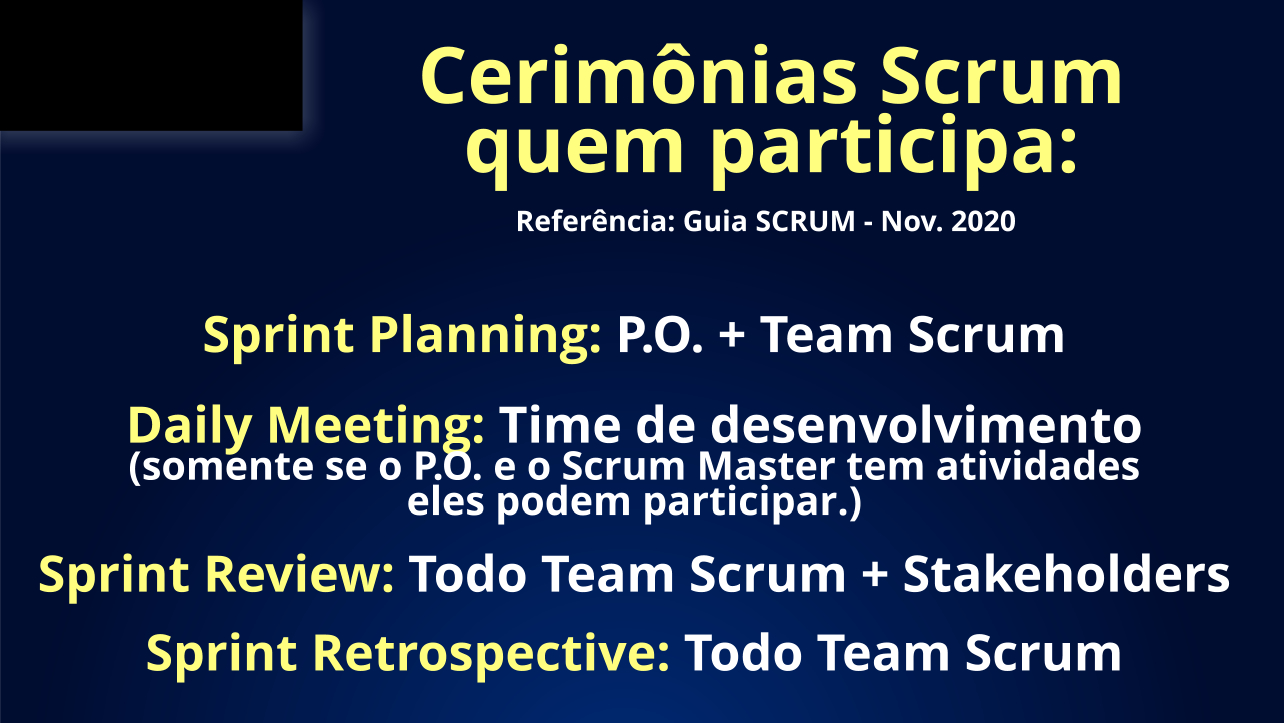 Cerimônias Scrum
quem participa:
Referência: Guia SCRUM - Nov. 2020
Sprint Planning: P.O. + Team Scrum
Daily Meeting: Time de desenvolvimento
(somente se o P.O. e o Scrum Master tem atividades
eles podem participar.)
Sprint Review: Todo Team Scrum + Stakeholders
Sprint Retrospective: Todo Team Scrum